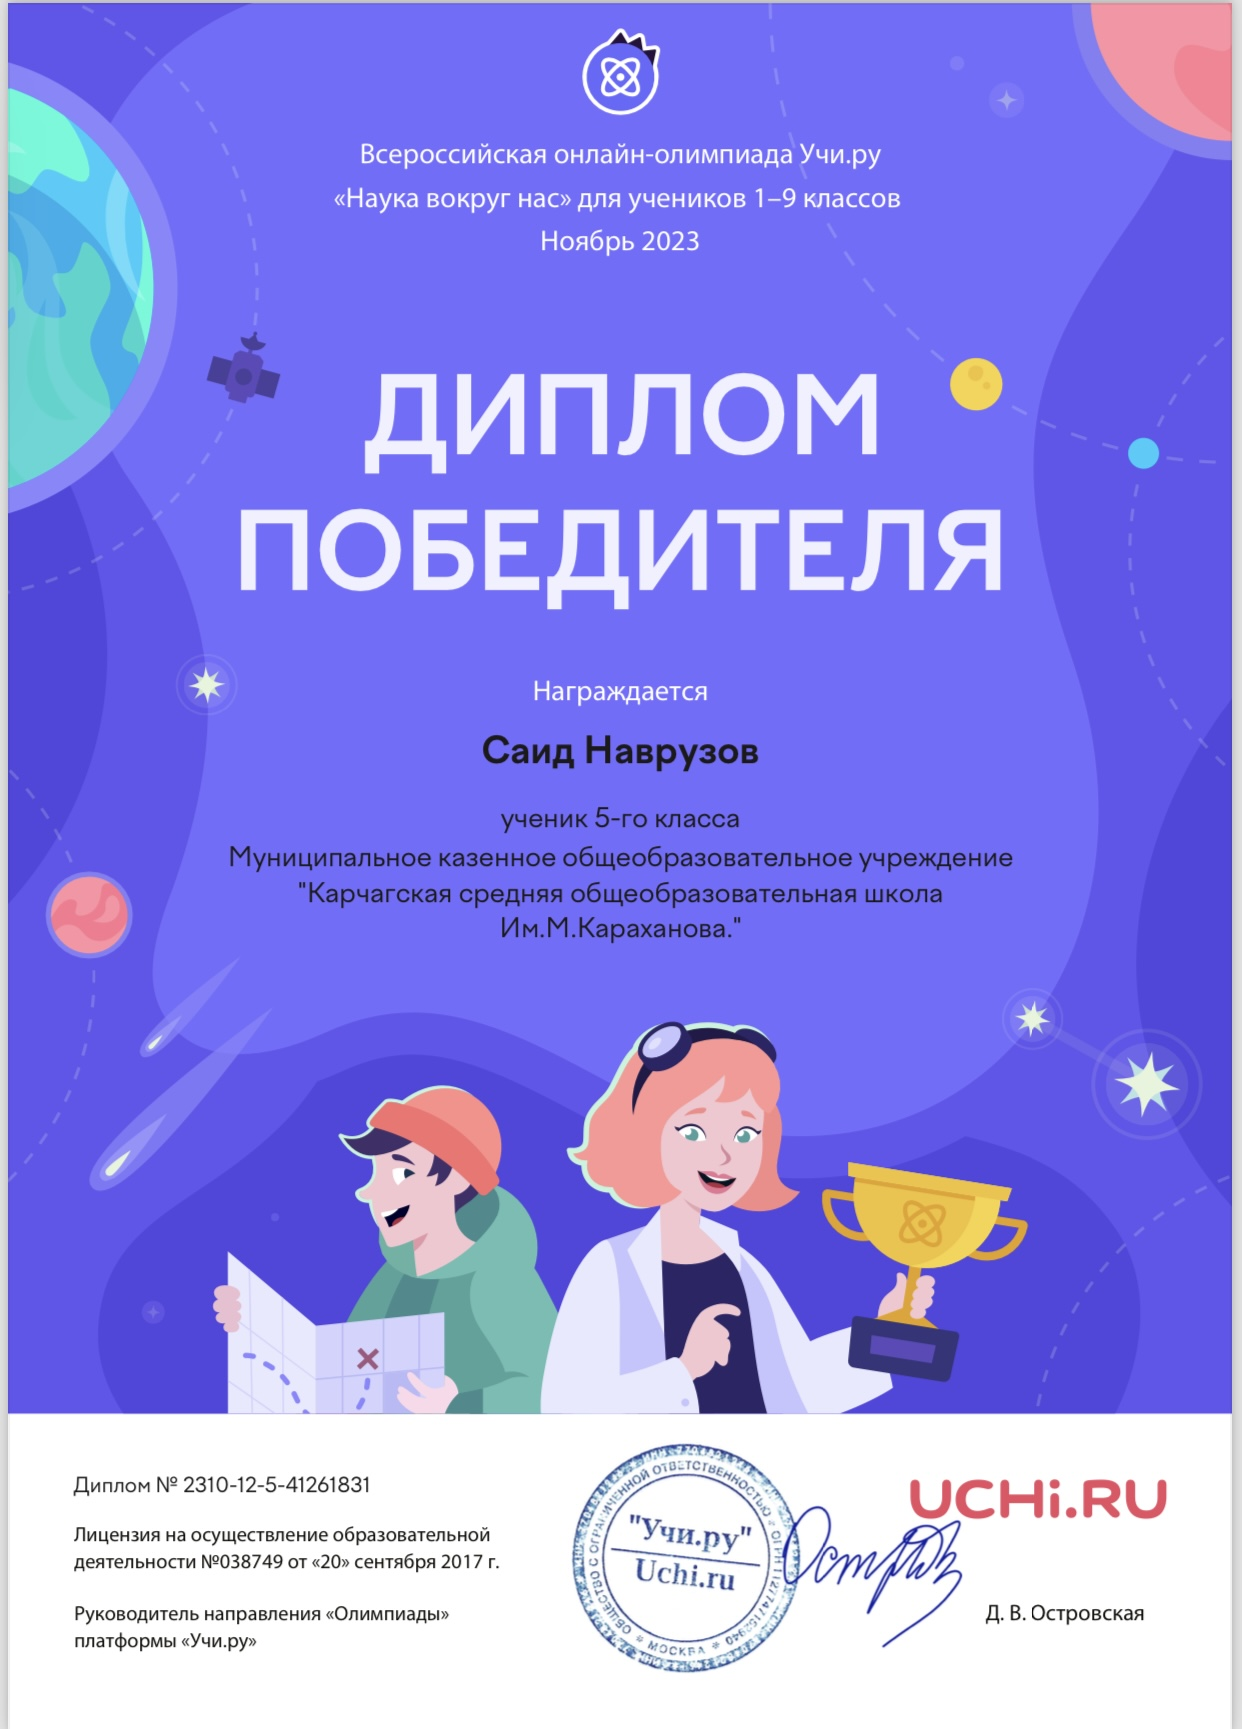 Всероссийская онлайн-олимпиада Учи.ру
«Наука вокруг нас» для учеников 1–9 классов
Ноябрь 2023
ДИПЛОМ
ПОБЕДИТЕЛЯ
Награждается
Саид Наврузов
ученик 5-го класса
Муниципальное казенное общеобразовательное учреждение
"Карчагская средняя общеобразовательная школа
Им.М.Караханова."
Диплом № 2310-12-5-41261831
Лицензия на осуществление образовательной
деятельности №038749 от «20» сентября 2017 г.
Руководитель направления «Олимпиады»
платформы «Учи.ру»
ОБЩЕСТВО С ОГРАНИЧЕННОЙ ОТВЕТСТВЕННОСТЬЮ
"Учи.ру"
Uchi.ru
МОСКВА
UCHi.RU
Д. В. Островская